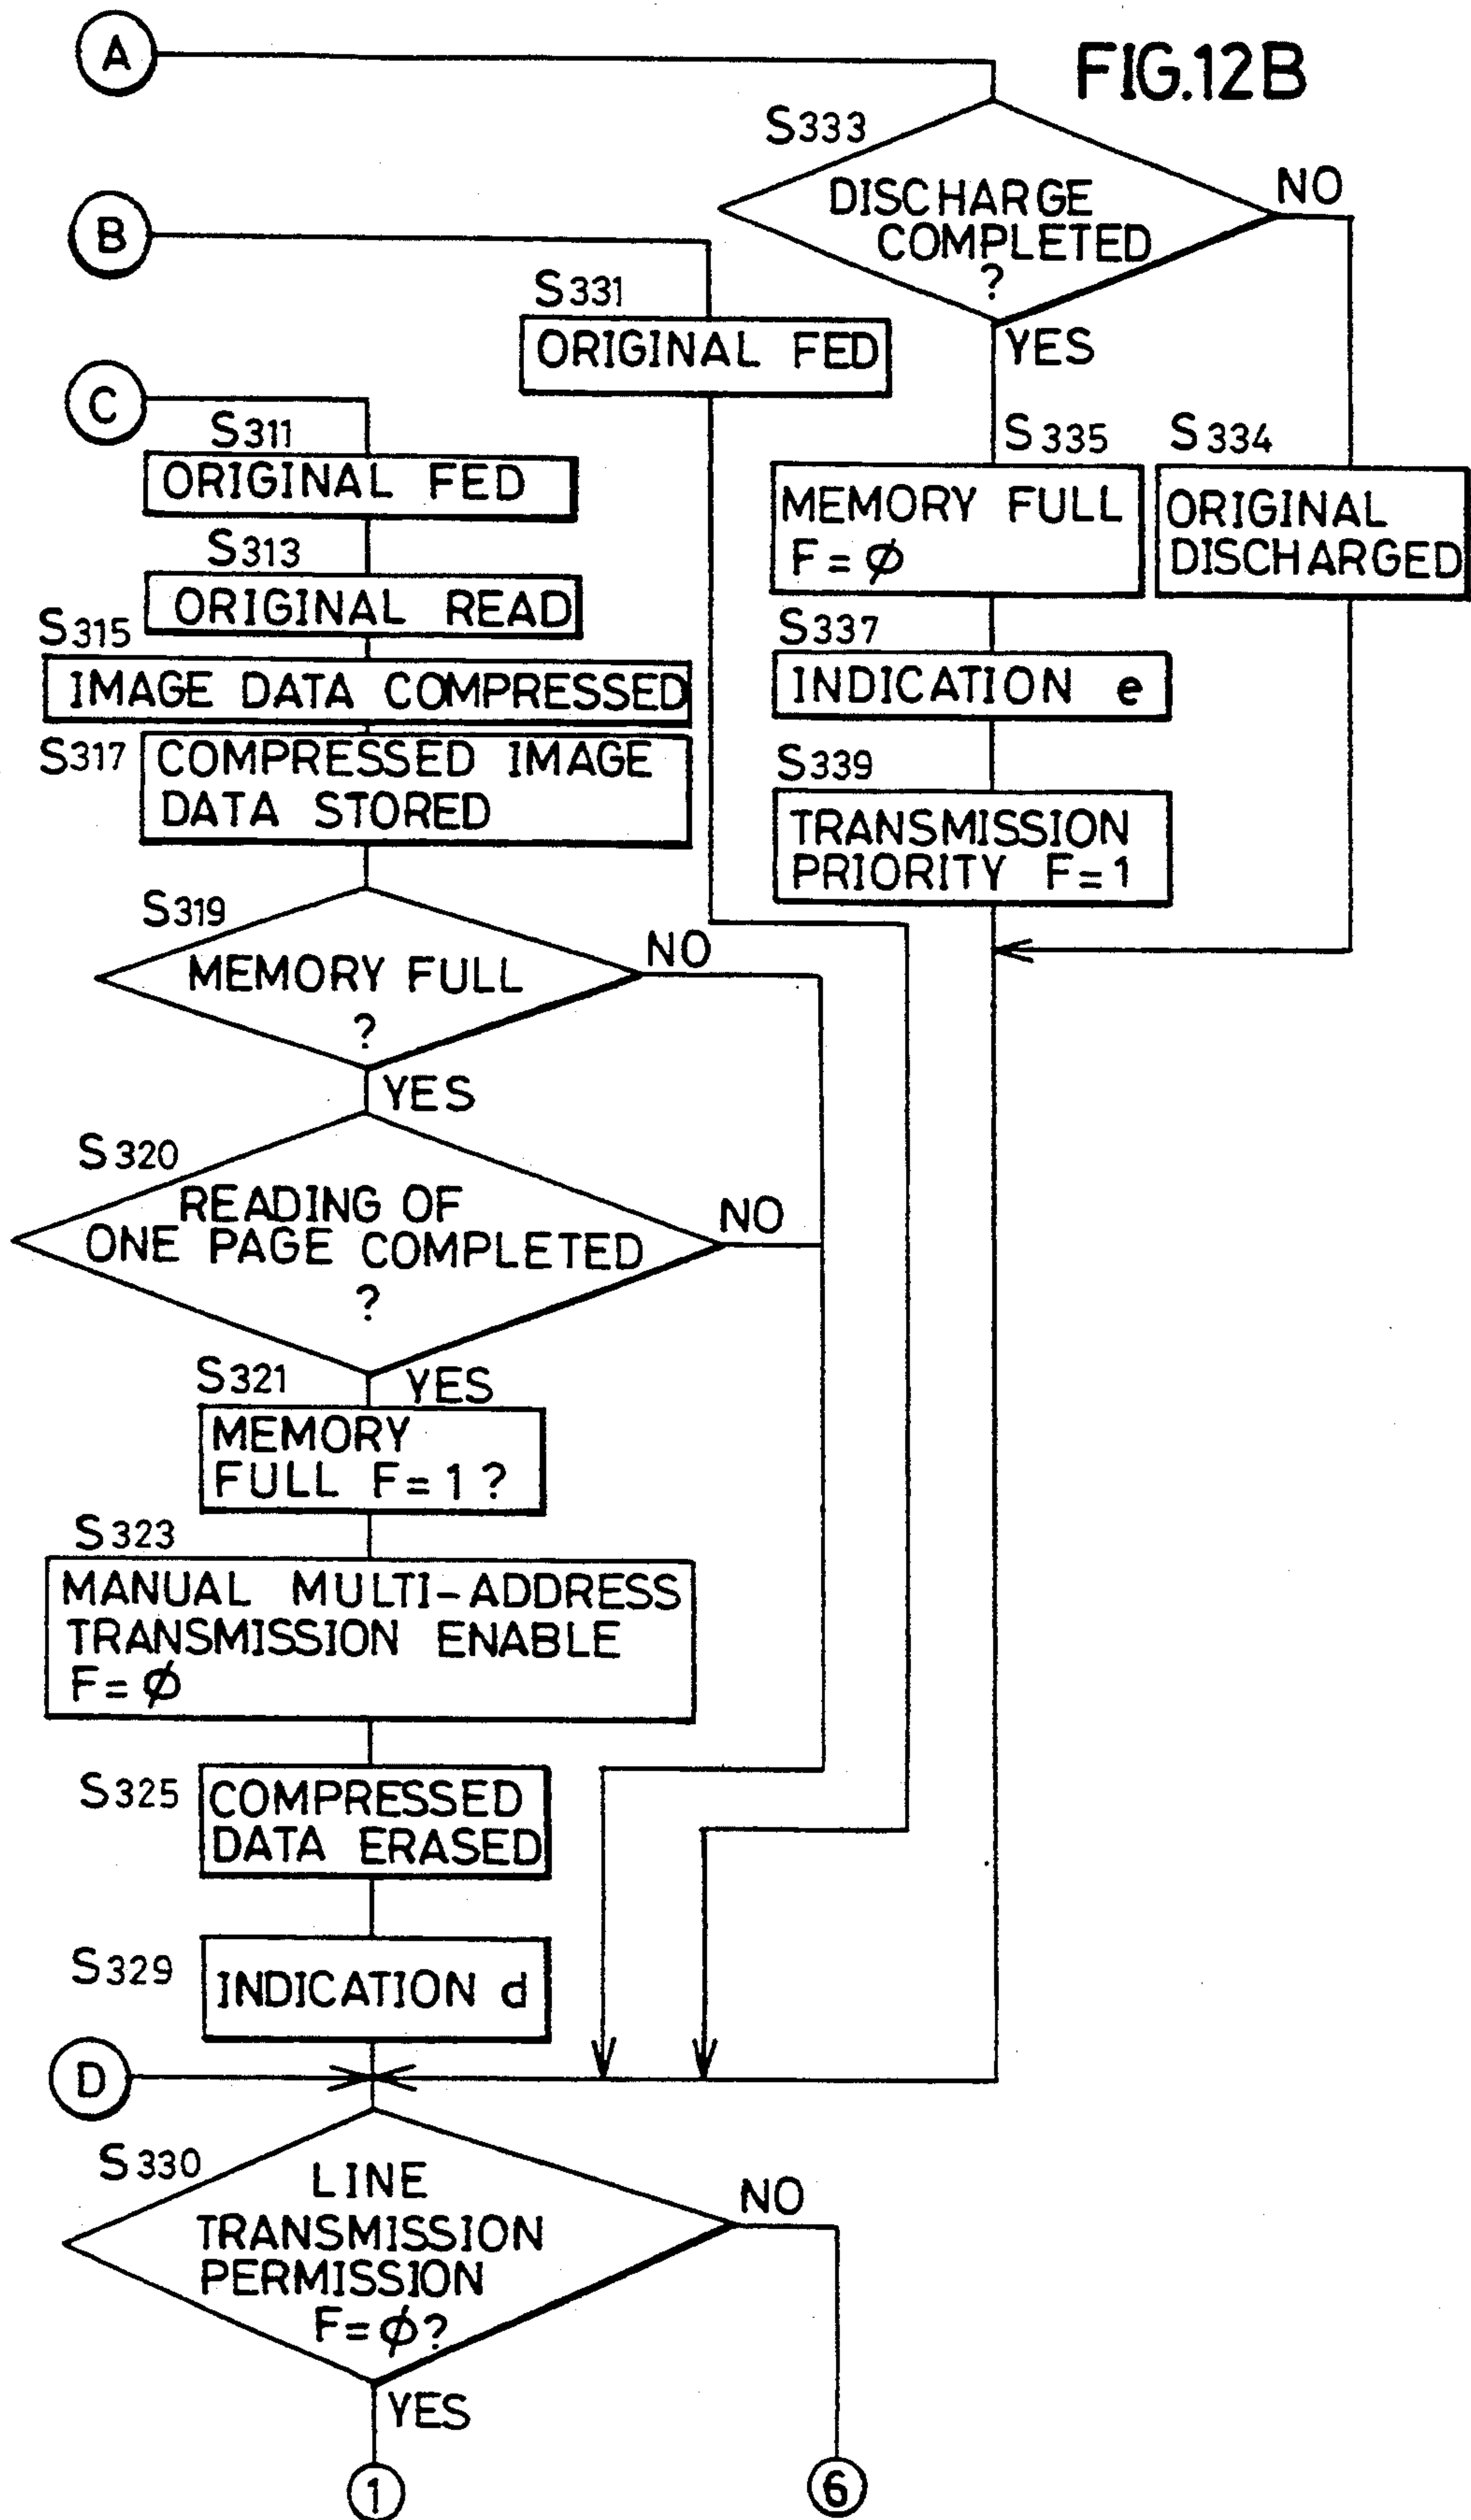 A
FIG.12B
S333
DISCHARGE
COMPLETED
?
NO
YES
B
S331
ORIGINAL FED
C
S311
ORIGINAL FED
S313
ORIGINAL READ
S315
IMAGE DATA COMPRESSED
S317
COMPRESSED IMAGE
DATA STORED
S335
MEMORY FULL
F=φ
S334
ORIGINAL
DISCHARGED
S337
INDICATION e
S339
TRANSMISSION
PRIORITY F=1
S319
MEMORY FULL
?
NO
YES
S320
READING OF
ONE PAGE COMPLETED
?
NO
YES
S321
MEMORY
FULL F=1?
S323
MANUAL MULTI-ADDRESS
TRANSMISSION ENABLE
F=φ
S325
COMPRESSED
DATA ERASED
S329
INDICATION d
D
S330
LINE
TRANSMISSION
PERMISSION
F=φ?
NO
YES
1
6